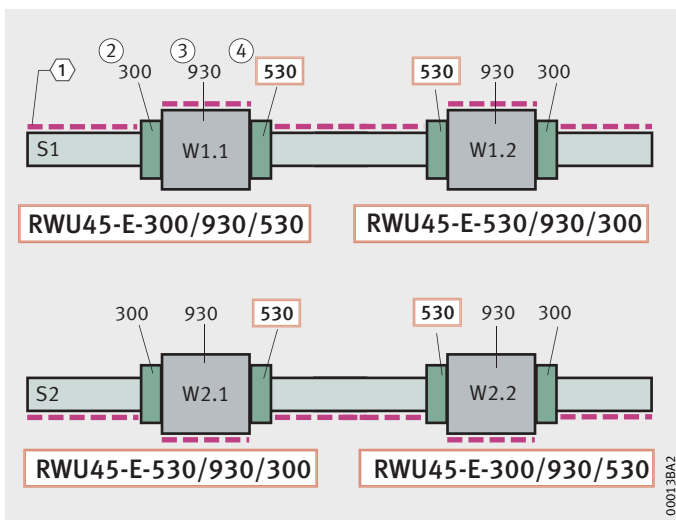 ② ③ ④
① 300 930 530 530 930 300
S1 W1.1 W1.2
RWU45-E-300/930/530 RWU45-E-530/930/300
300 930 530 530 930 300
S2 W2.1 W2.2
RWU45-E-530/930/300 RWU45-E-300/930/530
00013BA2